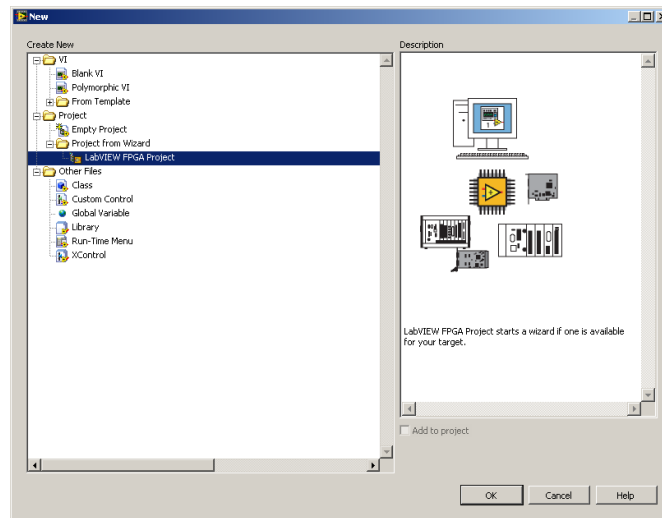 New
Create New
VI
Blank VI
Polymorphic VI
From Template
Project
Empty Project
Project from Wizard
LabVIEW FPGA Project
Other Files
Class
Custom Control
Global Variable
Library
Run-Time Menu
XControl
Description
LabVIEW FPGA Project starts a wizard if one is available
for your target.
Add to project
OK
Cancel
Help